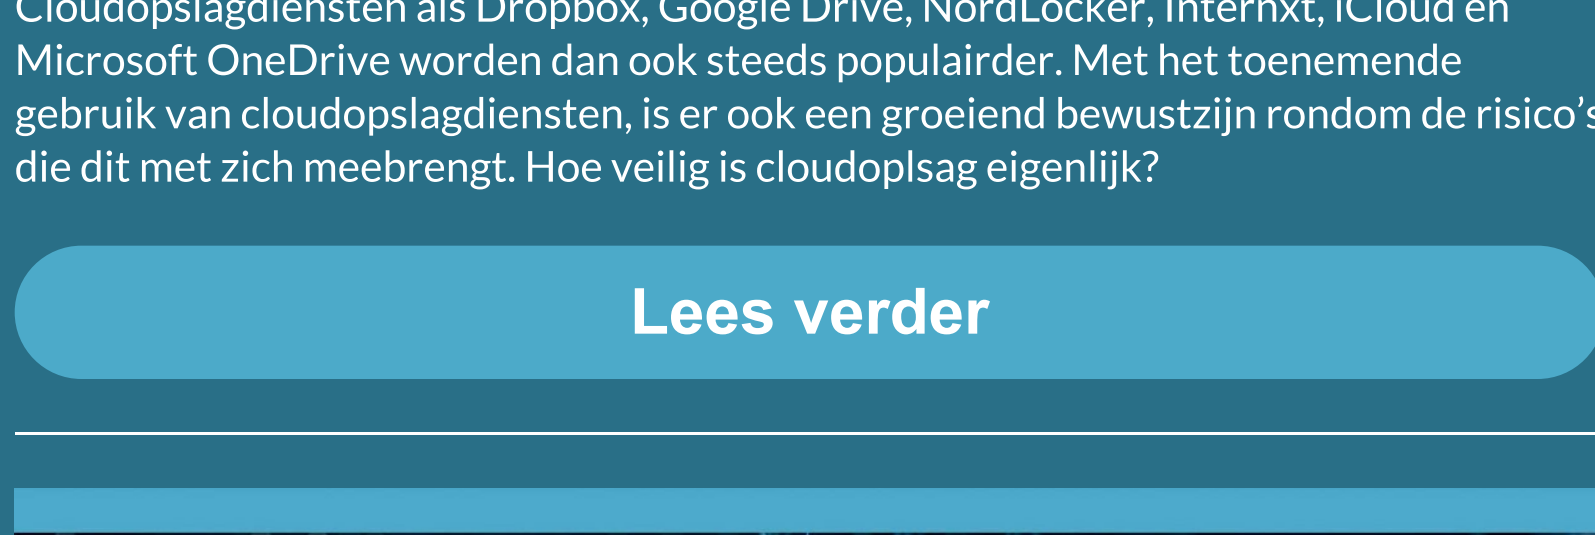 Cloudopslagdiensten als Dropbox, Google Drive, NordLocker, Internxt, iCloud en
Microsoft OneDrive worden dan ook steeds populairder. Met het toenemende
gebruik van cloudopslagdiensten, is er ook een groeiend bewustzijn rondom de risico’s
die dit met zich meebrengt. Hoe veilig is cloudoplsag eigenlijk?
Lees verder